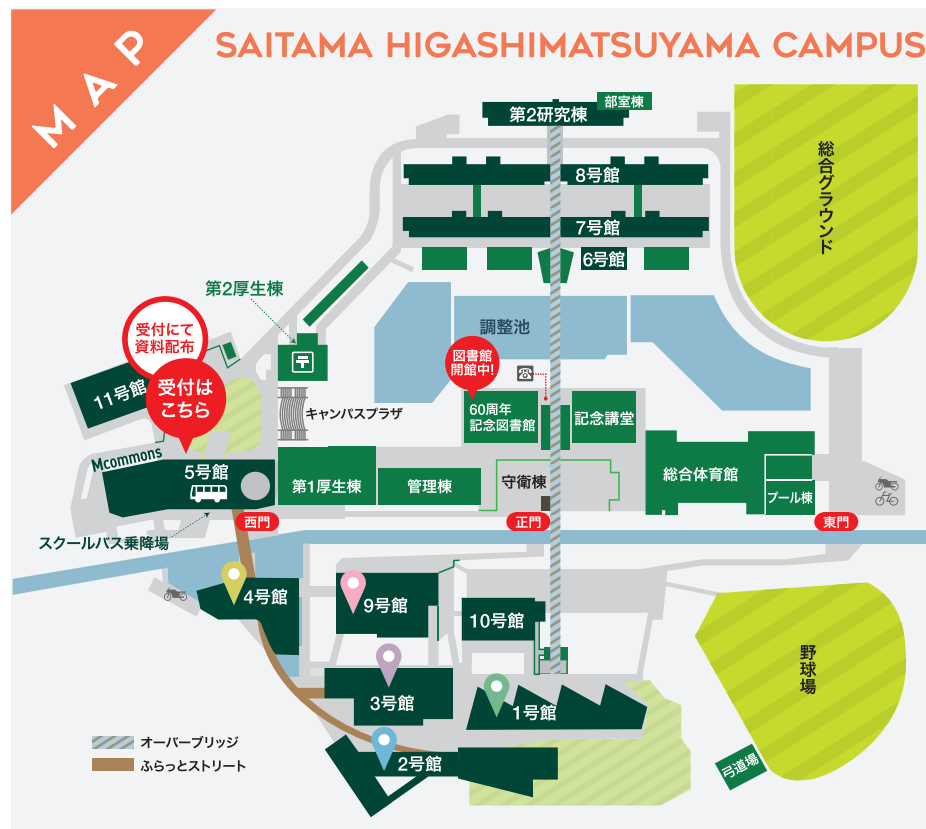 MAP
SAITAMA HIGASHIMATSUYAMA CAMPUS
部室棟
第2研究棟
8号館
7号館
6号館
総合グラウンド
第2厚生棟
調整池
受付にて
資料配布
受付は
こちら
11号館
図書館
開館中!
60周年
記念図書館
記念講堂
キャンパスプラザ
Mcommons
5号館
第1厚生棟
管理棟
守衛棟
総合体育館
プール棟
西門
正門
東門
スクールバス乗降場
4号館
9号館
10号館
3号館
1号館
2号館
野球場
弓道場
オーバーブリッジ
ふらっとストリート